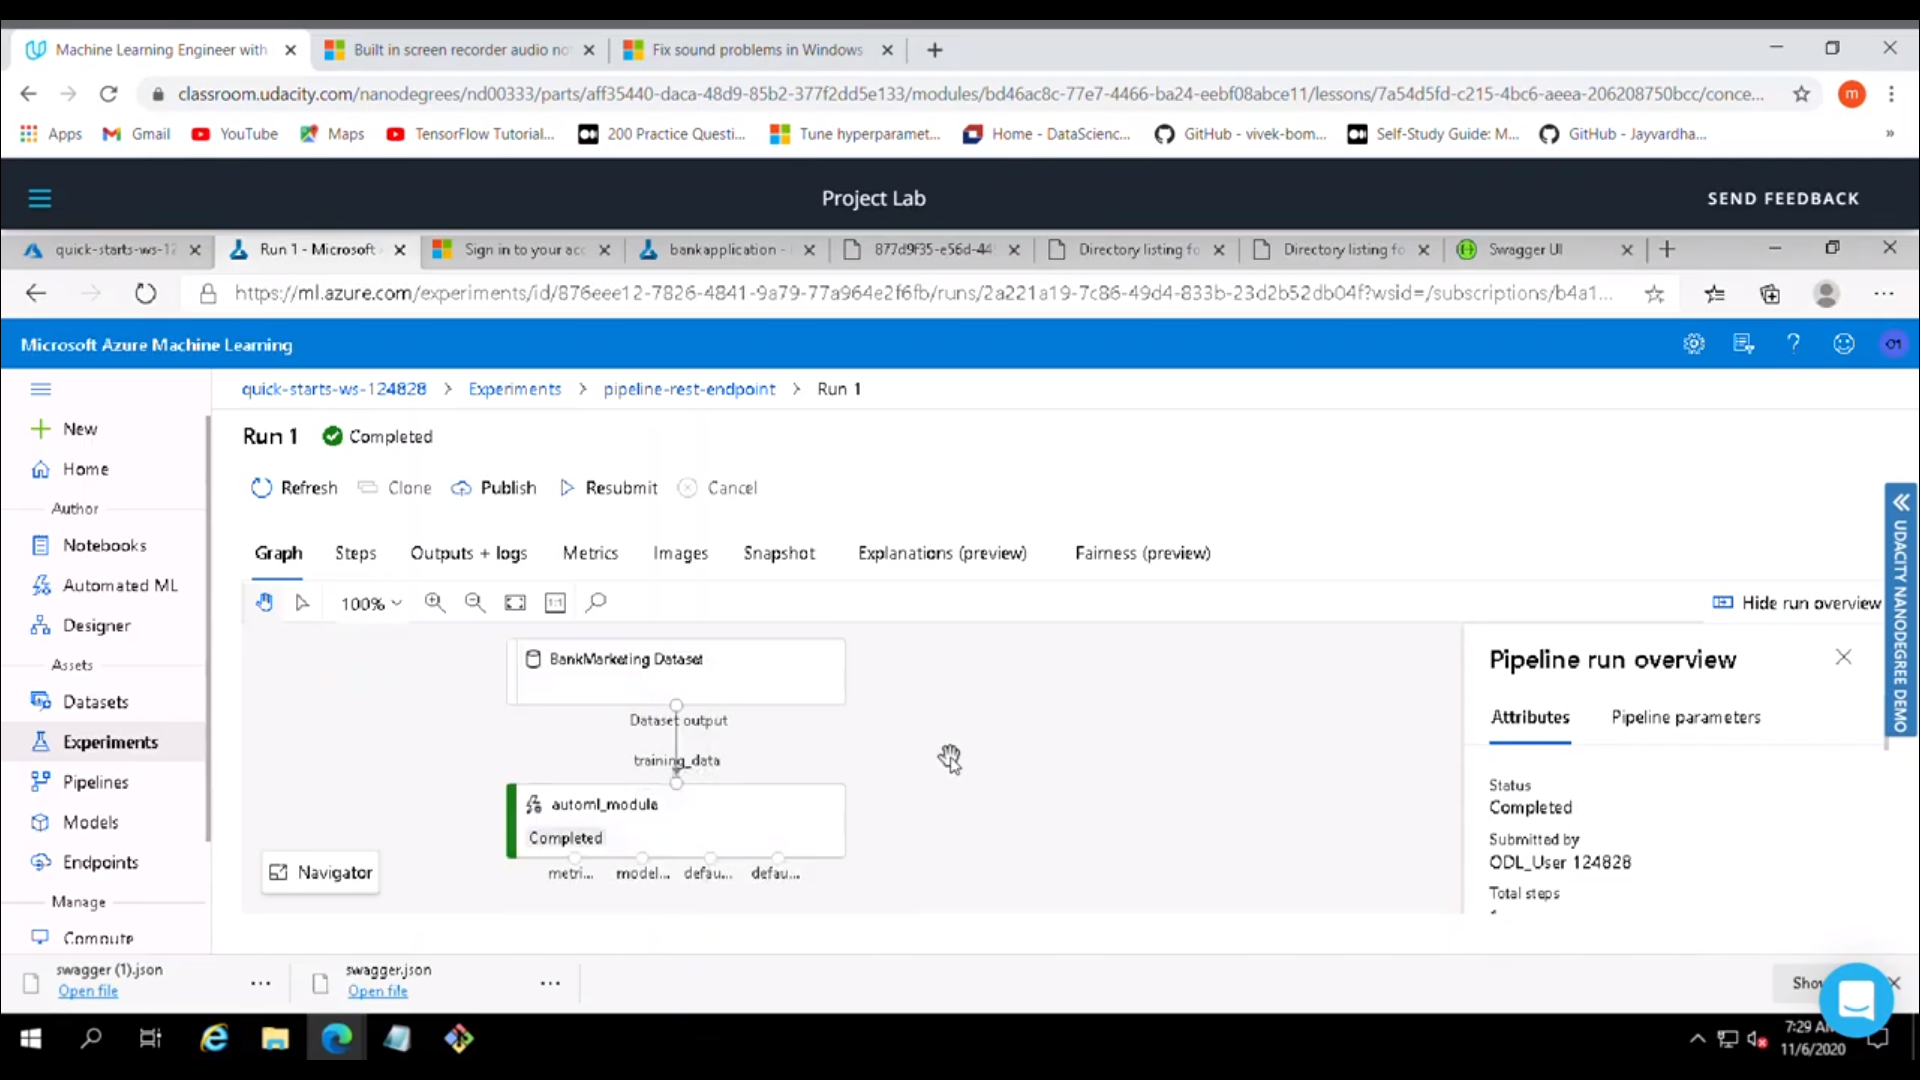 Machine Learning Engineer with
Built in screen recorder audio no
Fix sound problems in Windows
classroom.udacity.com/nanodegrees/nd00333/parts/aff35440-daca-48d9-85b2-377f2dd5e133/modules/bd46ac8c-77e7-4466-ba24-eebf08abce11/lessons/7a54d5fd-c215-4bc6-aeea-206208750bcc/conce...
m
Apps
Gmail
YouTube
Maps
TensorFlow Tutorial...
200 Practice Questi...
Tune hyperparamet...
Home - DataScienc...
GitHub - vivek-bom...
Self-Study Guide: M...
GitHub - Jayvardha...
»
Project Lab
SEND FEEDBACK
quick-starts-ws-12
Run 1 - Microsoft
Sign in to your acc
bankapplication -
877d9f35-e56d-44
Directory listing fo
Directory listing fo
Swagger UI
https://ml.azure.com/experiments/id/876eee12-7826-4841-9a79-77a964e2f6fb/runs/2a221a19-7c86-49d4-833b-23d2b52db04f?wsid=/subscriptions/b4a1...
Microsoft Azure Machine Learning
O1
quick-starts-ws-124828 > Experiments > pipeline-rest-endpoint > Run 1
New
Home
Author
Notebooks
Automated ML
Designer
Assets
Datasets
Experiments
Pipelines
Models
Endpoints
Manage
Compute
Run 1 Completed
Refresh Clone Publish Resubmit Cancel
Graph Steps Outputs + logs Metrics Images Snapshot Explanations (preview) Fairness (preview)
100%
1:1
Hide run overview
BankMarketing Dataset
Dataset output
training_data
automl_module
Completed
metri... model... defau... defau...
Navigator
Pipeline run overview
Attributes Pipeline parameters
Status
Completed
Submitted by
ODL_User 124828
Total steps
UDACITY NANODEGREE DEMO
swagger (1).json
Open file
swagger.json
Open file
Sho
7:29 A
11/6/2020